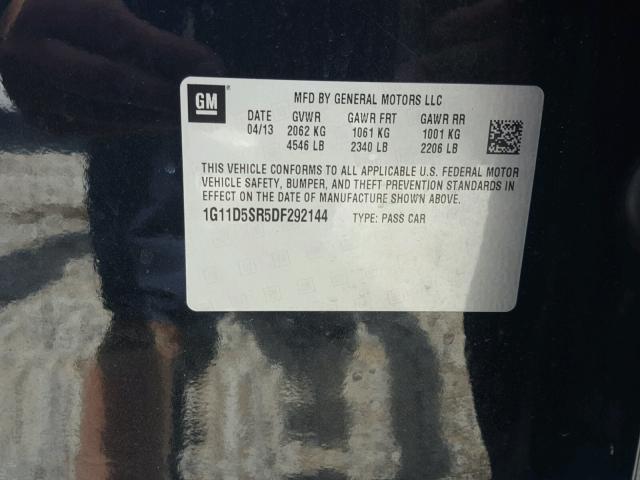 GM
MFD BY GENERAL MOTORS LLC
DATE GVWR GAWR FRT GAWR RR
04/13 2062 KG 1061 KG 1001 KG
4546 LB 2340 LB 2206 LB
THIS VEHICLE CONFORMS TO ALL APPLICABLE U.S. FEDERAL MOTOR
VEHICLE SAFETY, BUMPER, AND THEFT PREVENTION STANDARDS IN
EFFECT ON THE DATE OF MANUFACTURE SHOWN ABOVE.
1G11D5SR5DF292144 TYPE: PASS CAR